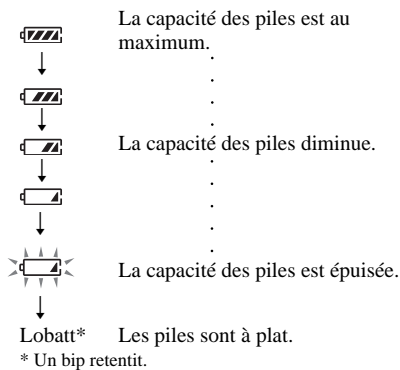 La capacité des piles est au
maximum.
La capacité des piles diminue.
La capacité des piles est épuisée.
Lobatt* Les piles sont à plat.
* Un bip retentit.